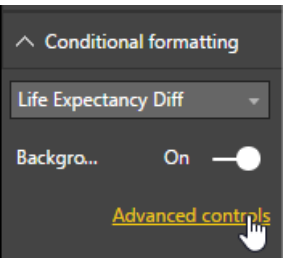 Conditional formatting
Life Expectancy Diff
Backgro... On
Advanced controls